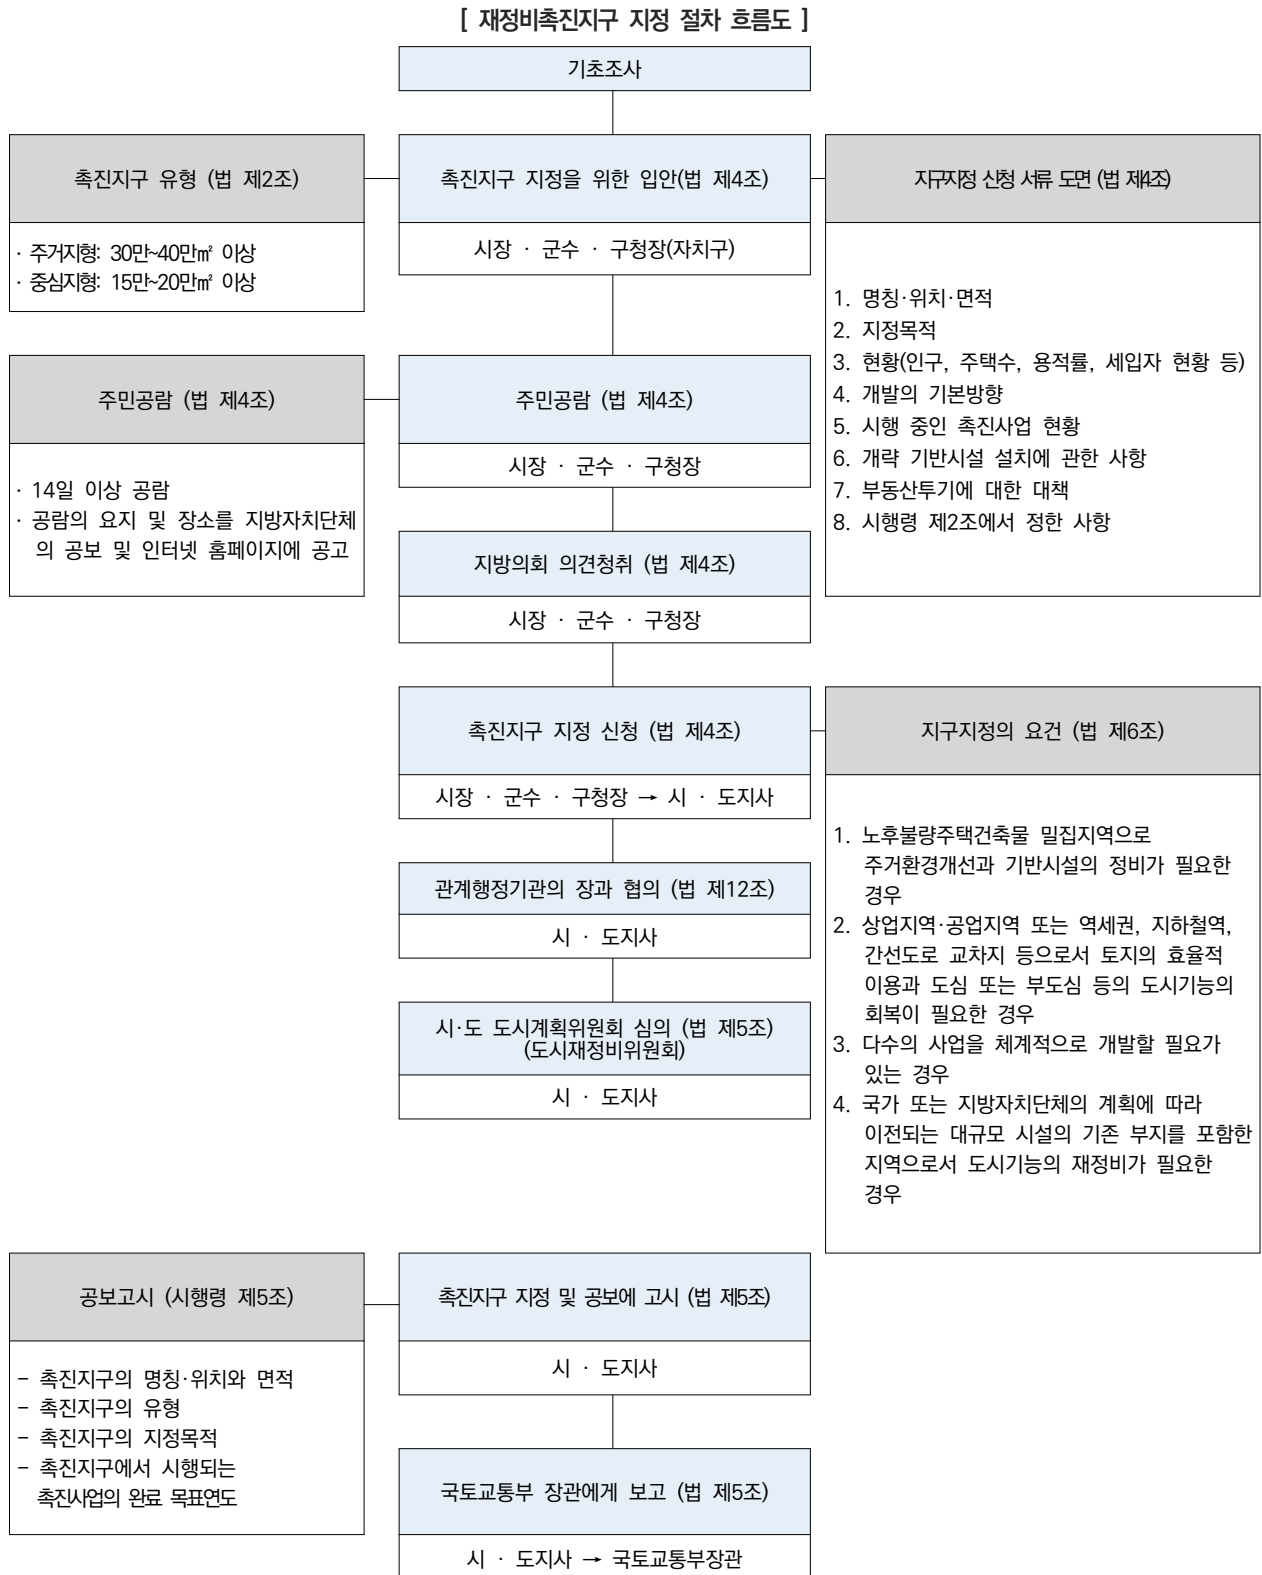 [ 재정비촉진지구 지정 절차 흐름도 ]
기초조사
촉진지구 유형 (법 제2조)
· 주거지형: 30만~40만㎡ 이상
· 중심지형: 15만~20만㎡ 이상
촉진지구 지정을 위한 입안(법 제4조)
시장 · 군수 · 구청장(자치구)
지구지정 신청 서류 도면 (법 제4조)
1. 명칭·위치·면적
2. 지정목적
3. 현황(인구, 주택수, 용적률, 세입자 현황 등)
4. 개발의 기본방향
5. 시행 중인 촉진사업 현황
6. 개략 기반시설 설치에 관한 사항
7. 부동산투기에 대한 대책
8. 시행령 제2조에서 정한 사항
주민공람 (법 제4조)
· 14일 이상 공람
· 공람의 요지 및 장소를 지방자치단체
의 공보 및 인터넷 홈페이지에 공고
주민공람 (법 제4조)
시장 · 군수 · 구청장
지방의회 의견청취 (법 제4조)
시장 · 군수 · 구청장
촉진지구 지정 신청 (법 제4조)
시장 · 군수 · 구청장 → 시 · 도지사
지구지정의 요건 (법 제6조)
1. 노후불량주택건축물 밀집지역으로
주거환경개선과 기반시설의 정비가 필요한
경우
2. 상업지역·공업지역 또는 역세권, 지하철역,
간선도로 교차지 등으로서 토지의 효율적
이용과 도심 또는 부도심 등의 도시기능의
회복이 필요한 경우
3. 다수의 사업을 체계적으로 개발할 필요가
있는 경우
4. 국가 또는 지방자치단체의 계획에 따라
이전되는 대규모 시설의 기존 부지를 포함한
지역으로서 도시기능의 재정비가 필요한
경우
관계행정기관의 장과 협의 (법 제12조)
시 · 도지사
시·도 도시계획위원회 심의 (법 제5조)
(도시재정비위원회)
시 · 도지사
공보고시 (시행령 제5조)
- 촉진지구의 명칭·위치와 면적
- 촉진지구의 유형
- 촉진지구의 지정목적
- 촉진지구에서 시행되는
촉진사업의 완료 목표연도
촉진지구 지정 및 공보에 고시 (법 제5조)
시 · 도지사
국토교통부 장관에게 보고 (법 제5조)
시 · 도지사 → 국토교통부장관